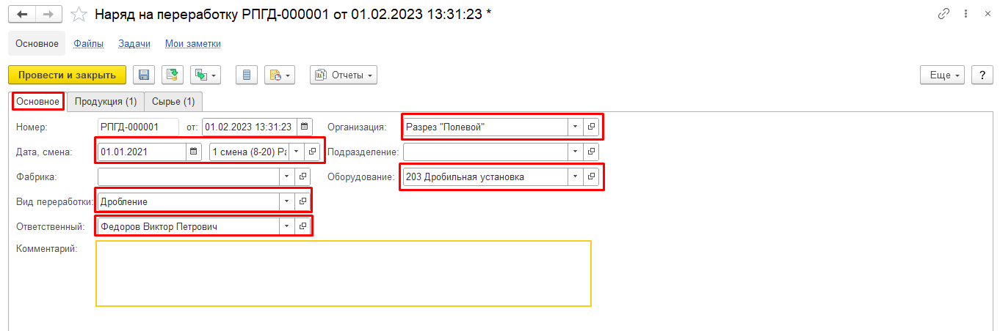 Наряд на переработку РПГД-000001 от 01.02.2023 13:31:23 *
Основное Файлы Задачи Мои заметки
Провести и закрыть Отчеты Еще ?
Основное Продукция (1) Сырье (1)
Номер: РПГД-000001 от: 01.02.2023 13:31:23 Организация: Разрез "Полевой"
Дата, смена: 01.01.2021 1 смена (8-20) Ра Подразделение:
Фабрика: Оборудование: 203 Дробильная установка
Вид переработки: Дробление
Ответственный: Федоров Виктор Петрович
Комментарий: